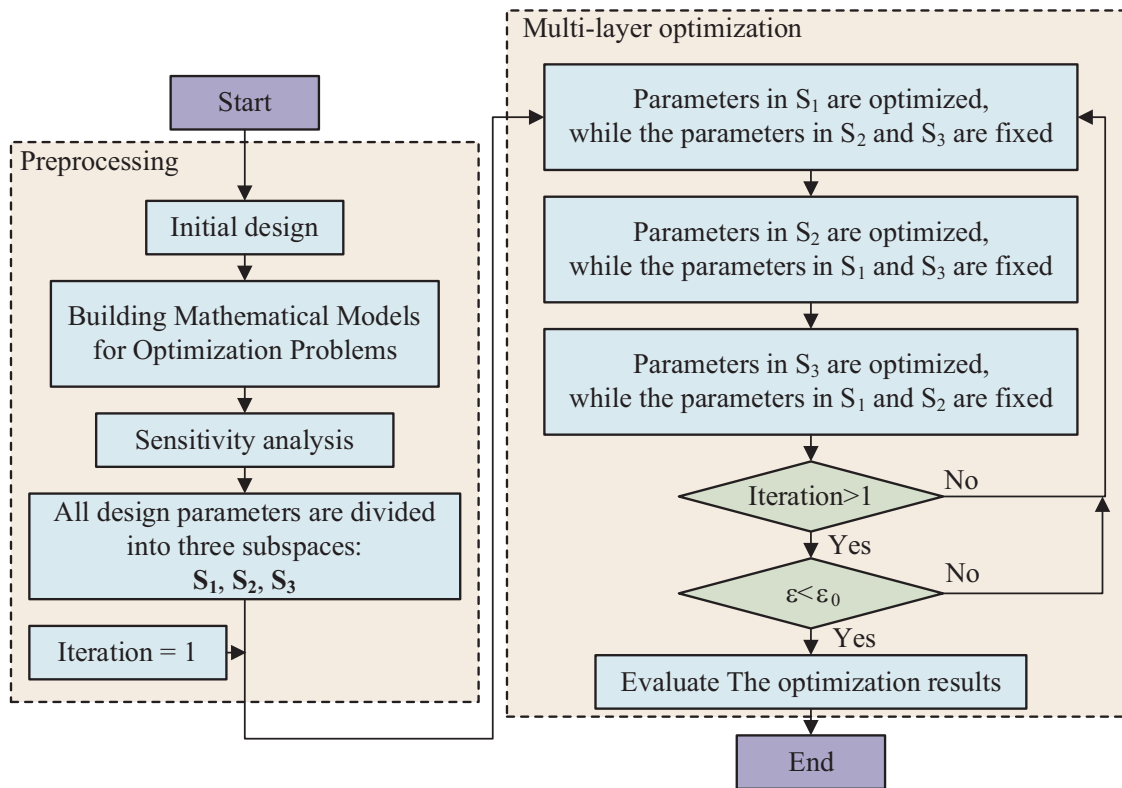 Start
Preprocessing
Initial design
Building Mathematical Models
for Optimization Problems
Sensitivity analysis
All design parameters are divided
into three subspaces:
S₁, S₂, S₃
Iteration = 1
Multi-layer optimization
Parameters in S₁ are optimized,
while the parameters in S₂ and S₃ are fixed
Parameters in S₂ are optimized,
while the parameters in S₁ and S₃ are fixed
Parameters in S₃ are optimized,
while the parameters in S₁ and S₂ are fixed
Iteration>1
No
Yes
ε<ε₀
No
Yes
Evaluate The optimization results
End